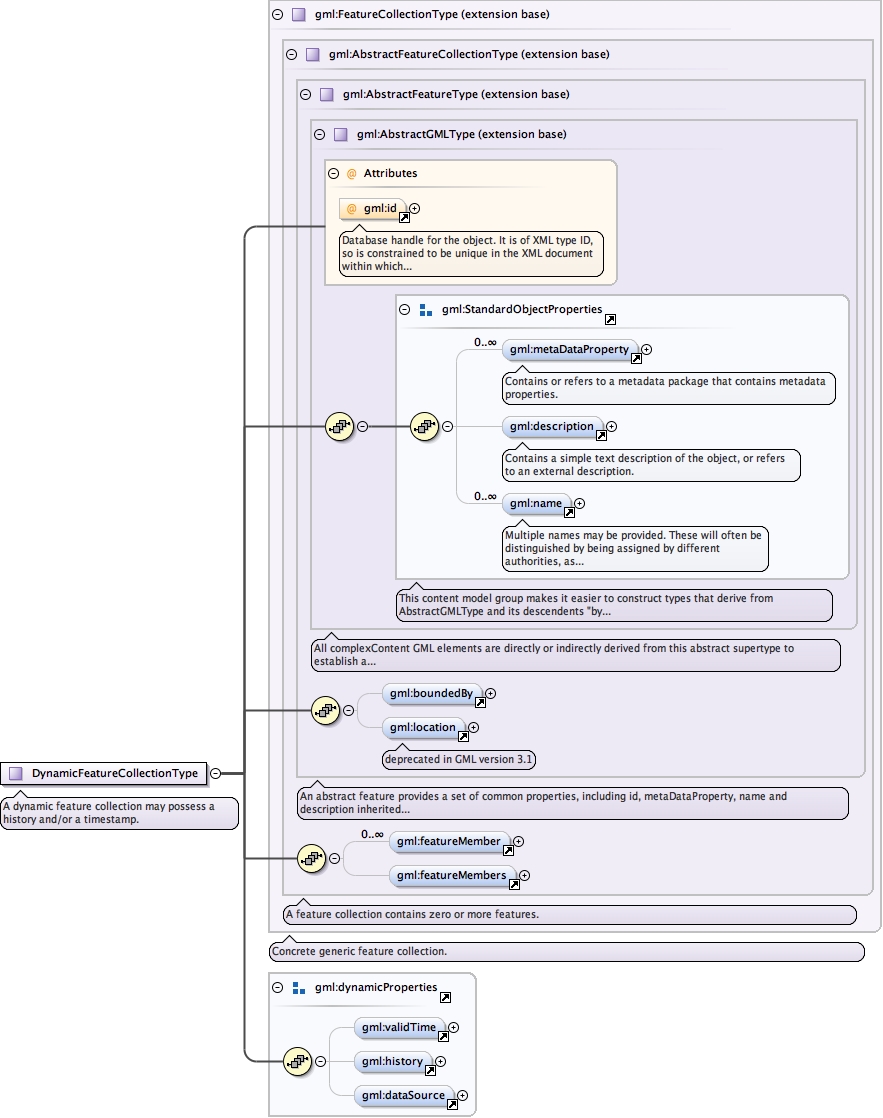 gml:FeatureCollectionType (extension base)
gml:AbstractFeatureCollectionType (extension base)
gml:AbstractFeatureType (extension base)
gml:AbstractGMLType (extension base)
@ Attributes
@ gml:id
Database handle for the object. It is of XML type ID,
so is constrained to be unique in the XML document
within which...
gml:StandardObjectProperties
0..∞
gml:metaDataProperty
Contains or refers to a metadata package that contains metadata
properties.
gml:description
Contains a simple text description of the object, or refers
to an external description.
0..∞
gml:name
Multiple names may be provided. These will often be
distinguished by being assigned by different
authorities, as...
This content model group makes it easier to construct types that derive from
AbstractGMLType and its descendents "by...
All complexContent GML elements are directly or indirectly derived from this abstract supertype to
establish a...
gml:boundedBy
gml:location
deprecated in GML version 3.1
DynamicFeatureCollectionType
A dynamic feature collection may possess a
history and/or a timestamp.
An abstract feature provides a set of common properties, including id, metaDataProperty, name and
description inherited...
0..∞
gml:featureMember
gml:featureMembers
A feature collection contains zero or more features.
Concrete generic feature collection.
gml:dynamicProperties
gml:validTime
gml:history
gml:dataSource